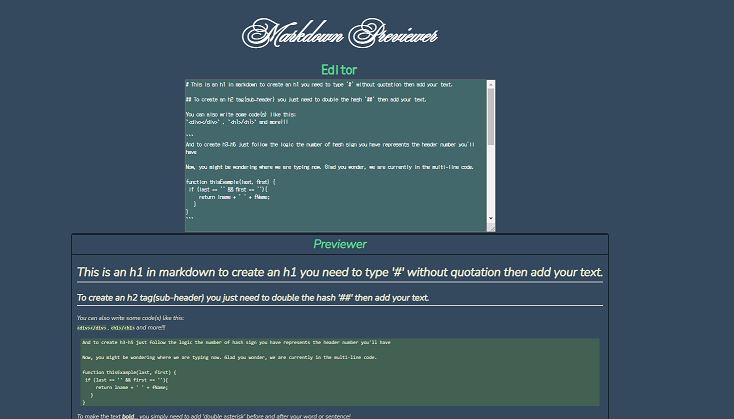 Markdown Previewer
Editor
# This is an h1 in markdown to create an h1 you need to type '#' without quotation then add your text.
## To create an h2 tag(sub-header) you just need to double the hash '##' then add your text.
You can also write some code(s) like this:
`<div></div>`, `<h1></h1>` and more!!!
```
And to create h3-h6 just follow the logic the number of hash sign you have represents the header number you'll
have
Now, you might be wondering where we are typing now. Glad you wonder, we are currently in the multi-line code.
function thisExample(last, first) {
if (last == '' && first == ''){
return lname + ' ' + fName;
}
}
```
Previewer
This is an h1 in markdown to create an h1 you need to type '#' without quotation then add your text.
To create an h2 tag(sub-header) you just need to double the hash '##' then add your text.
You can also write some code(s) like this:
<div></div>, <h1></h1> and more!!!
And to create h3-h6 just follow the logic the number of hash sign you have represents the header number you'll have
Now, you might be wondering where we are typing now. Glad you wonder, we are currently in the multi-line code.
function thisExample(last, first) {
if (last == '' && first == ''){
return lname + ' ' + fName;
}
}
To make the text bold... you simply need to add 'double asterisk' before and after your word or sentence!